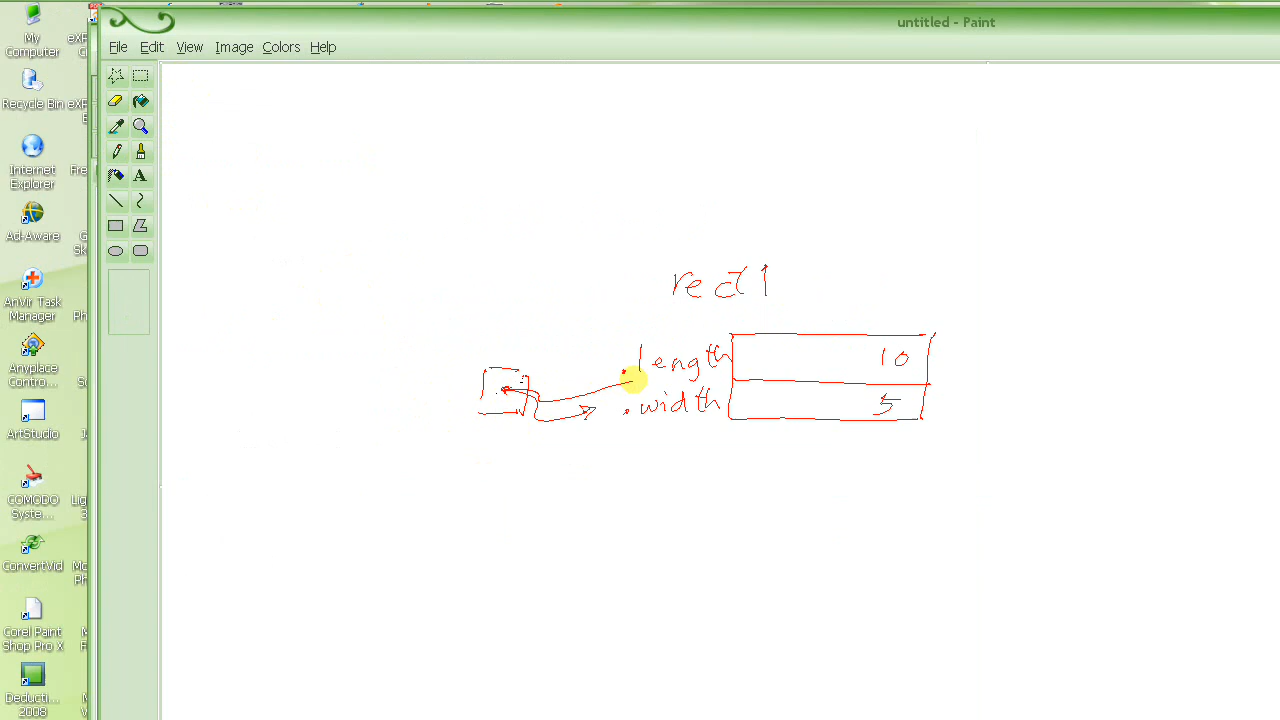 untitled - Paint
File Edit View Image Colors Help
My Computer
Recycle Bin
Internet Explorer
Ad-Aware
Anvir Task Manager
Anyplace Contro...
ArtStudio
COMODO Syste...
ConvertVid
Corel Paint Shop Pro X
Deducti... 2008
rect1
.length 10
.width 5